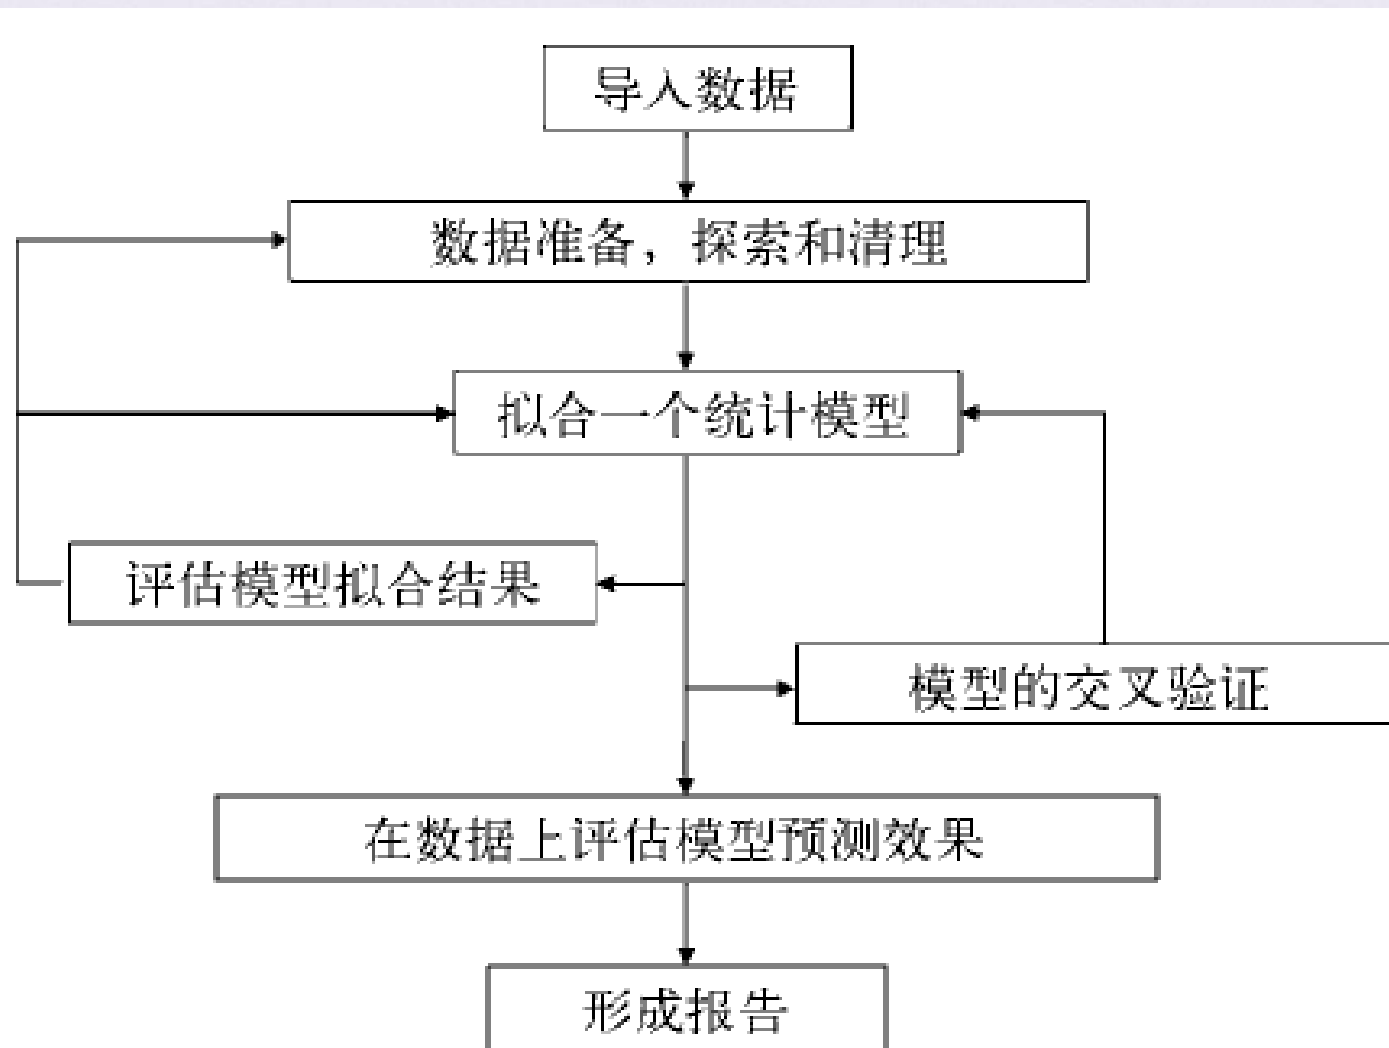 导入数据
数据准备，探索和清理
拟合一个统计模型
评估模型拟合结果
模型的交叉验证
在数据上评估模型预测效果
形成报告